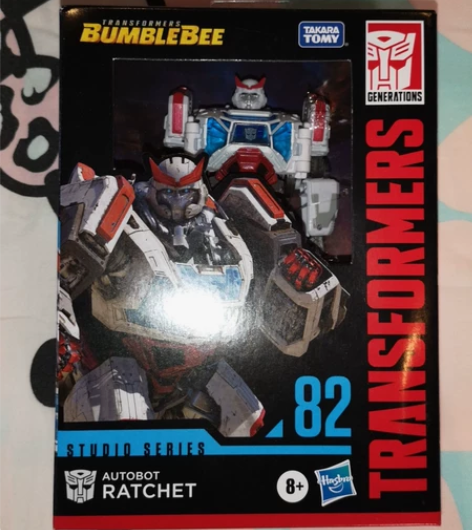 TRANSFORMERS
BUMBLEBEE
TAKARA
TOMY
GENERATIONS
TRANSFORMERS
82
STUDIO SERIES
AUTOBOT
RATCHET
8+
Hasbro